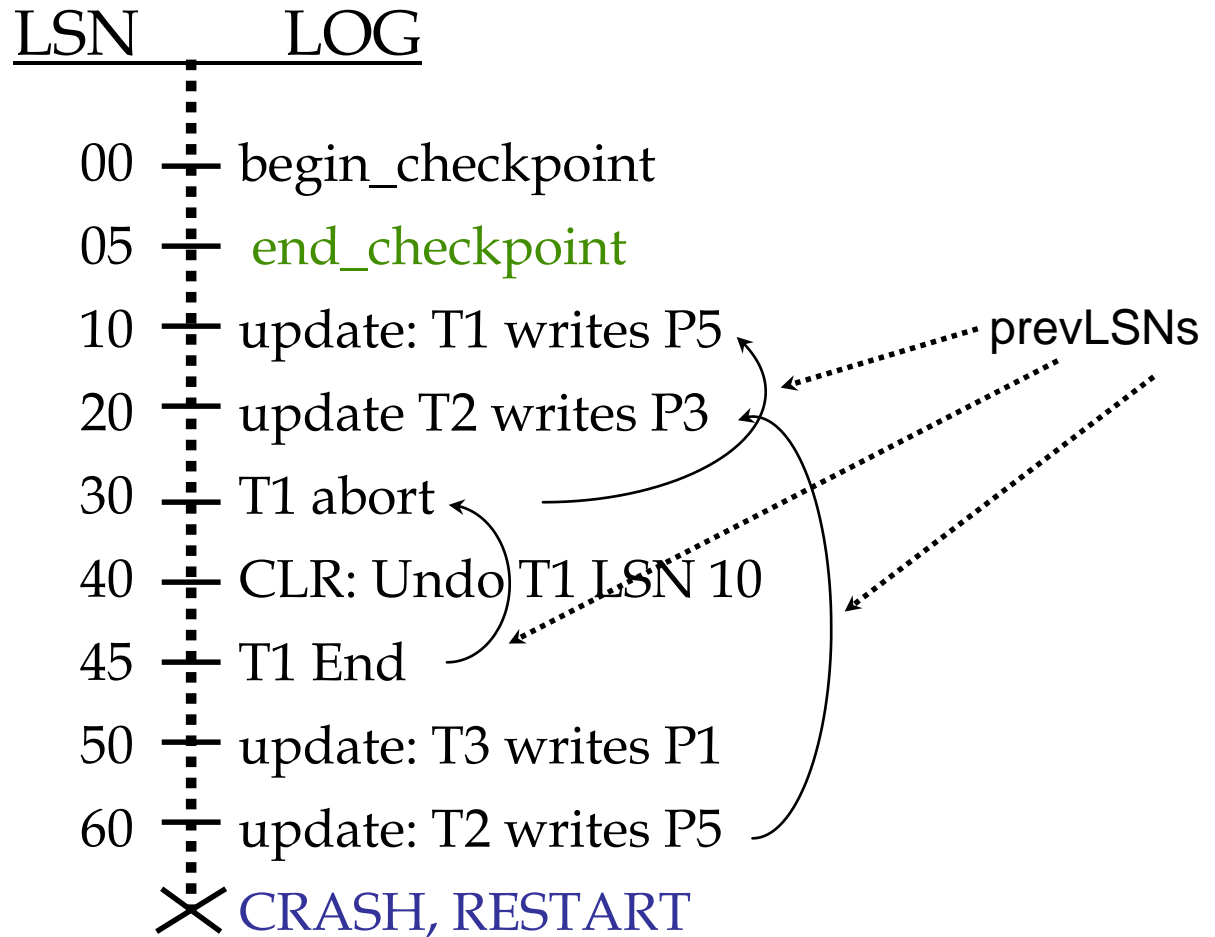 LSN LOG
00 begin_checkpoint
05 end_checkpoint
10 update: T1 writes P5
prevLSNs
20 update T2 writes P3
30 T1 abort
40 CLR: Undo T1 LSN 10
45 T1 End
50 update: T3 writes P1
60 update: T2 writes P5
CRASH, RESTART